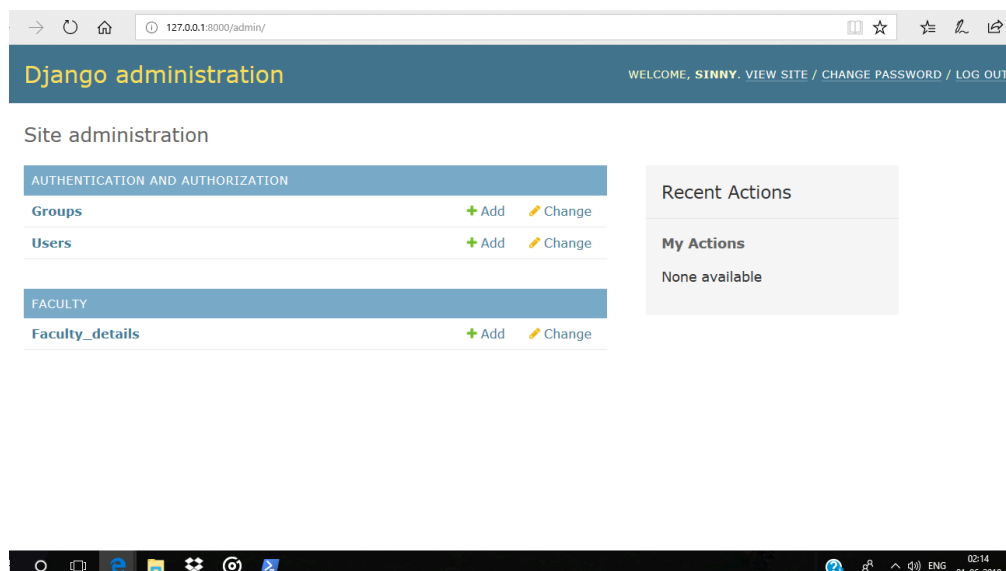 127.0.0.1:8000/admin/
Django administration
WELCOME, SINNY. VIEW SITE / CHANGE PASSWORD / LOG OUT
Site administration
AUTHENTICATION AND AUTHORIZATION
Groups + Add Change
Users + Add Change
FACULTY
Faculty_details + Add Change
Recent Actions
My Actions
None available
ENG
02:14